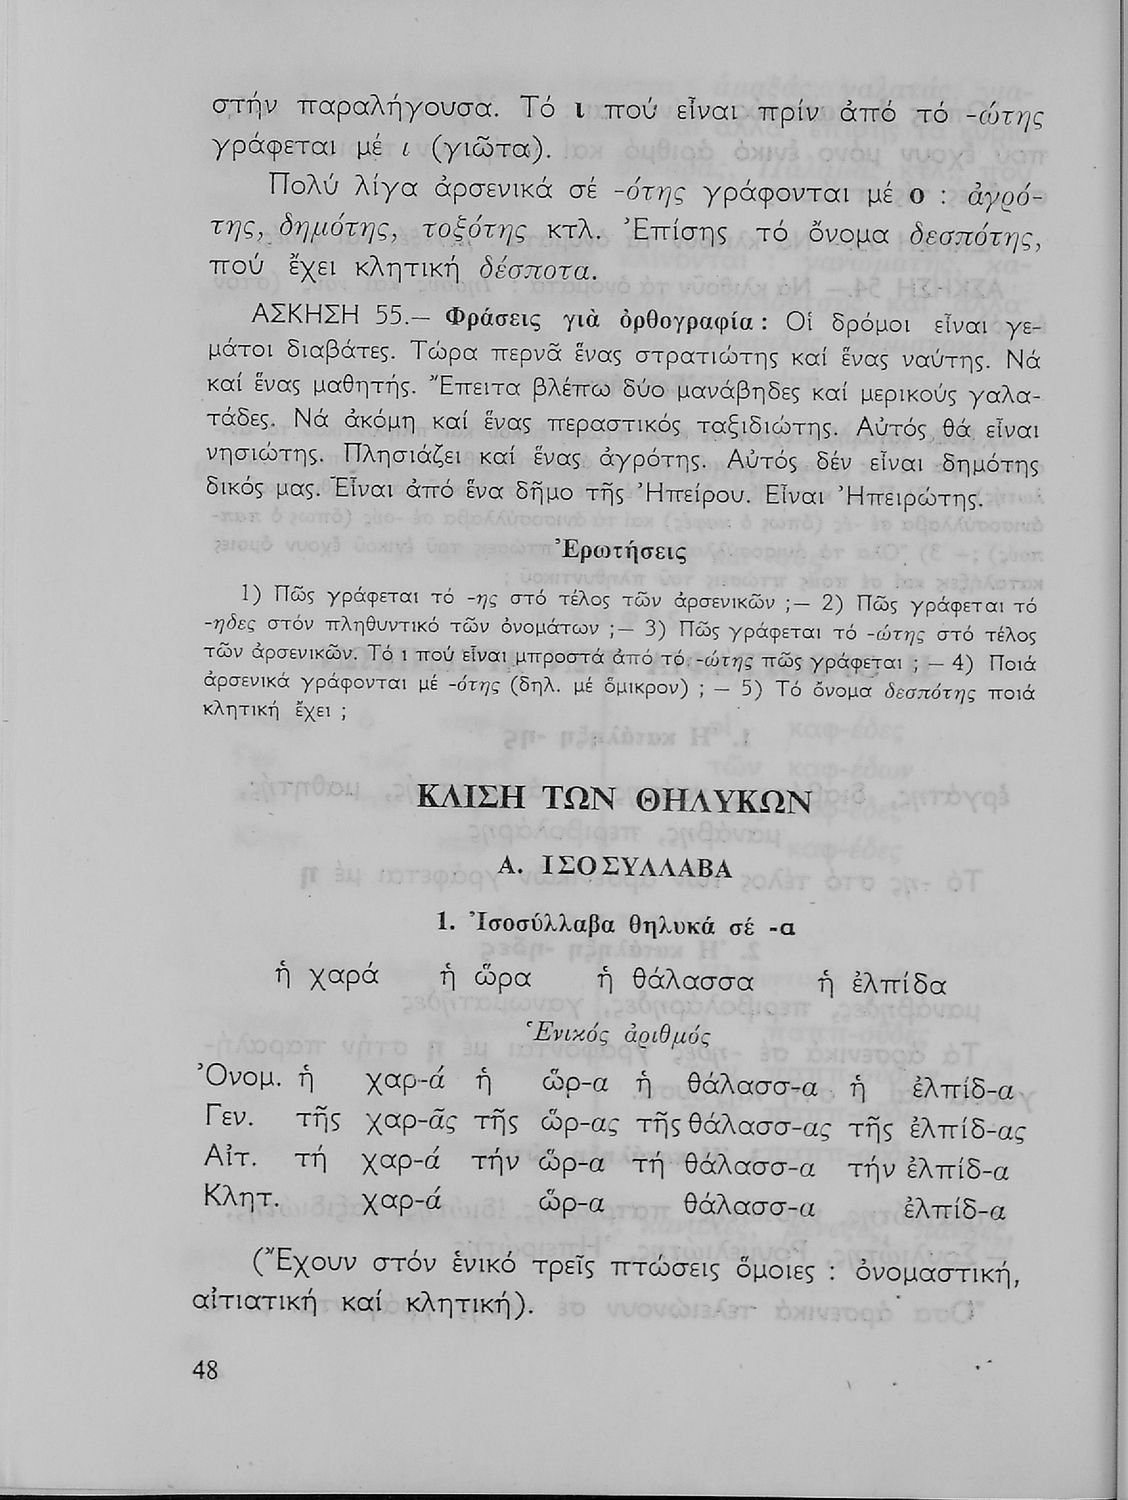 στήν παραλήγουσα. Τό ι πού εἶναι πρίν ἀπό τό -ώτης
γράφεται μέ ι (γιῶτα).
Πολύ λίγα ἀρσενικά σέ -ότης γράφονται μέ ο : ἀγρό-
της, δημότης, τοξότης κτλ. Ἐπίσης τό ὄνομα δεσπότης,
πού ἔχει κλητική δέσποτα.
ΑΣΚΗΣΗ 55.— Φράσεις γιὰ ὀρθογραφία : Οἱ δρόμοι εἶναι γε-
μάτοι διαβάτες. Τώρα περνᾶ ἕνας στρατιώτης καί ἕνας ναύτης. Νά
καί ἕνας μαθητής. Ἔπειτα βλέπω δύο μανάβηδες καί μερικούς γαλα-
τάδες. Νά ἀκόμη καί ἕνας περαστικός ταξιδιώτης. Αὐτός θά εἶναι
νησιώτης. Πλησιάζει καί ἕνας ἀγρότης. Αὐτός δέν εἶναι δημότης
δικός μας. Εἶναι ἀπό ἕνα δῆμο τῆς Ἠπείρου. Εἶναι Ἠπειρώτης.
Ἐρωτήσεις
1) Πῶς γράφεται τό -ης στό τέλος τῶν ἀρσενικῶν ;— 2) Πῶς γράφεται τό
-ηδες στόν πληθυντικό τῶν ὀνομάτων ;— 3) Πῶς γράφεται τό -ώτης στό τέλος
τῶν ἀρσενικῶν. Τό ι πού εἶναι μπροστά ἀπό τό -ώτης πῶς γράφεται ; — 4) Ποιά
ἀρσενικά γράφονται μέ -ότης (δηλ. μέ ὄμικρον) ; — 5) Τό ὄνομα δεσπότης ποιά
κλητική ἔχει ;
ΚΛΙΣΗ ΤΩΝ ΘΗΛΥΚΩΝ
Α. ΙΣΟΣΥΛΛΑΒΑ
1. Ἰσοσύλλαβα θηλυκά σέ -α
ἡ χαρά ἡ ὥρα ἡ θάλασσα ἡ ἐλπίδα
Ἑνικός ἀριθμός
Ὀνομ. ἡ χαρ-ά ἡ ὥρ-α ἡ θάλασσ-α ἡ ἐλπίδ-α
Γεν. τῆς χαρ-ᾶς τῆς ὥρ-ας τῆς θάλασσ-ας τῆς ἐλπίδ-ας
Αἰτ. τή χαρ-ά τήν ὥρ-α τή θάλασσ-α τήν ἐλπίδ-α
Κλητ. χαρ-ά ὥρ-α θάλασσ-α ἐλπίδ-α
(Ἔχουν στόν ἑνικό τρεῖς πτώσεις ὅμοιες : ὀνομαστική,
αἰτιατική καί κλητική).
48